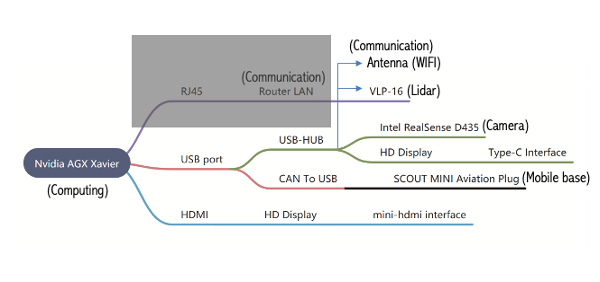 (Communication)
Antenna (WIFI)
(Communication)
RJ45 Router LAN VLP-16 (Lidar)
Intel RealSense D435 (Camera)
USB-HUB
HD Display Type-C Interface
Nvidia AGX Xavier USB port
CAN To USB SCOUT MINI Aviation Plug (Mobile base)
(Computing)
HDMI HD Display mini-hdmi interface